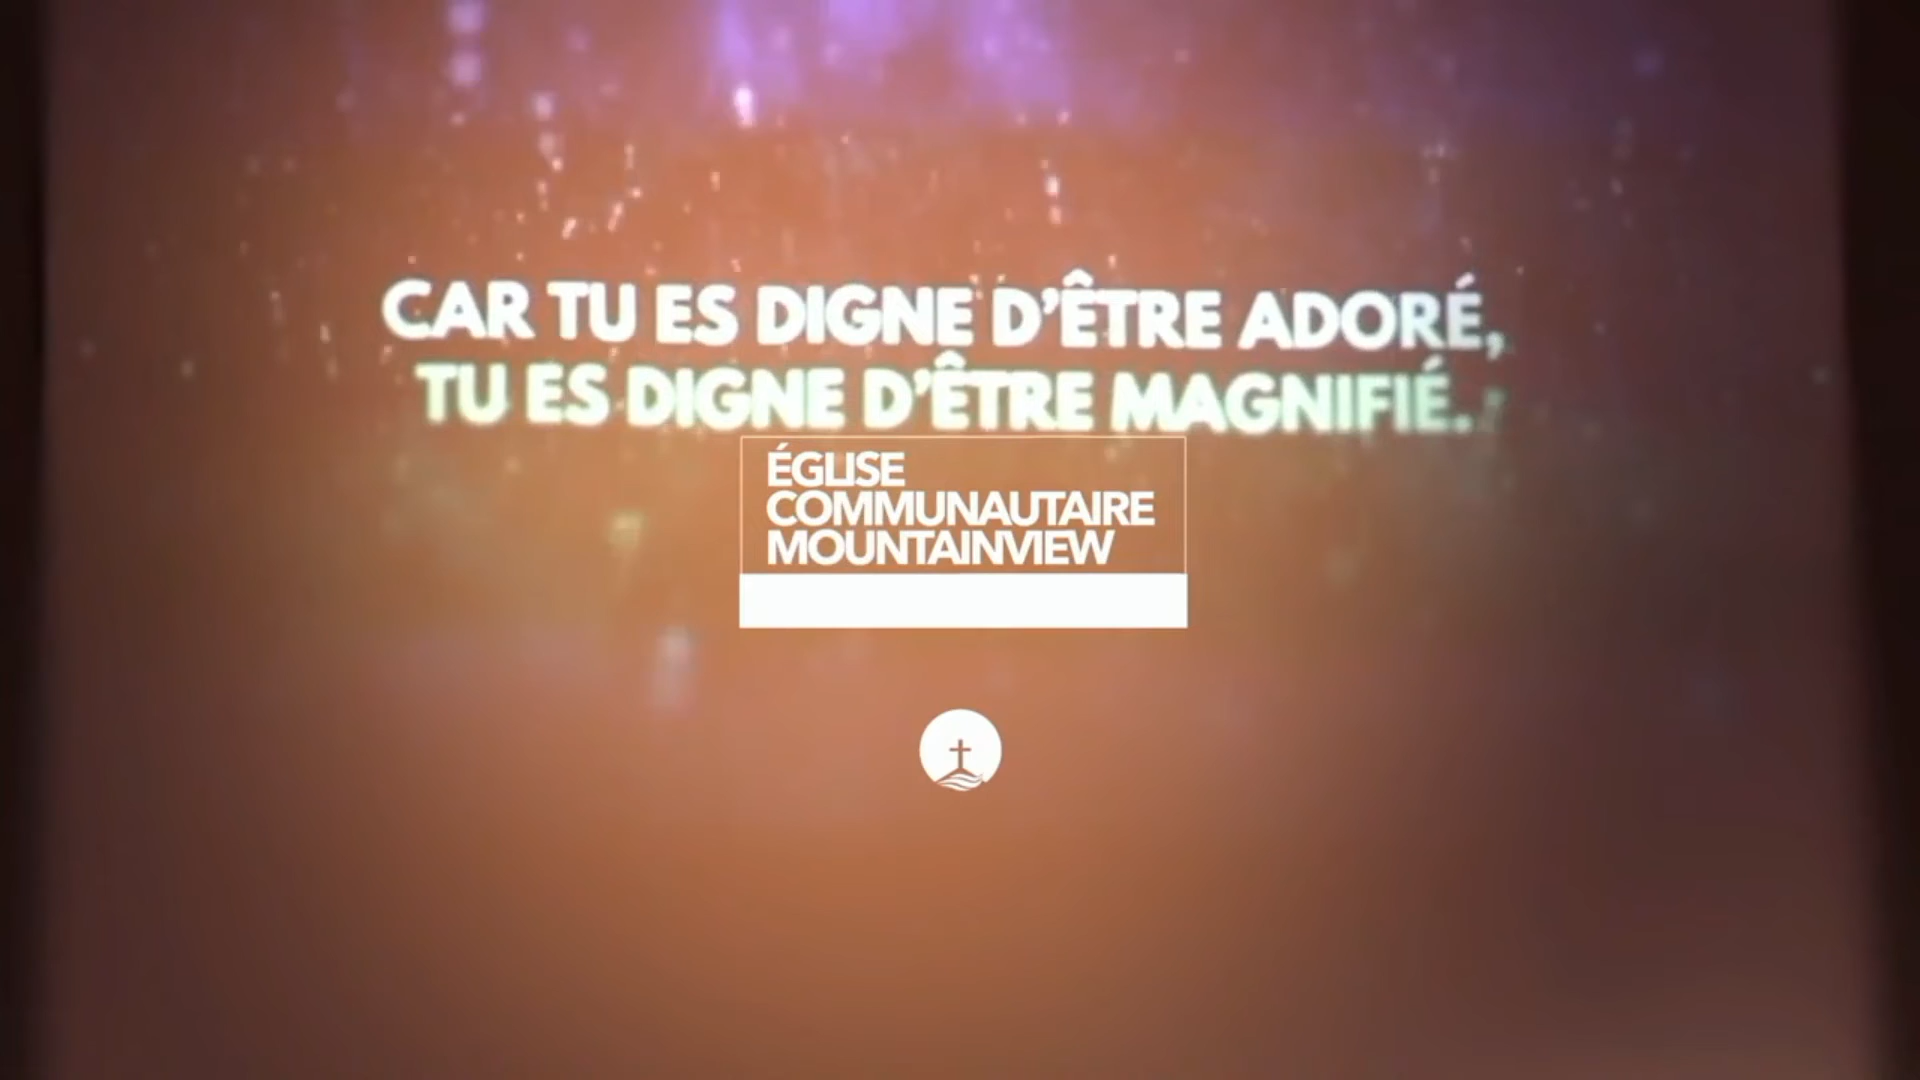 CAR TU ES DIGNE D'ÊTRE ADORÉ,
TU ES DIGNE D'ÊTRE MAGNIFIÉ.
ÉGLISE
COMMUNAUTAIRE
MOUNTAINVIEW